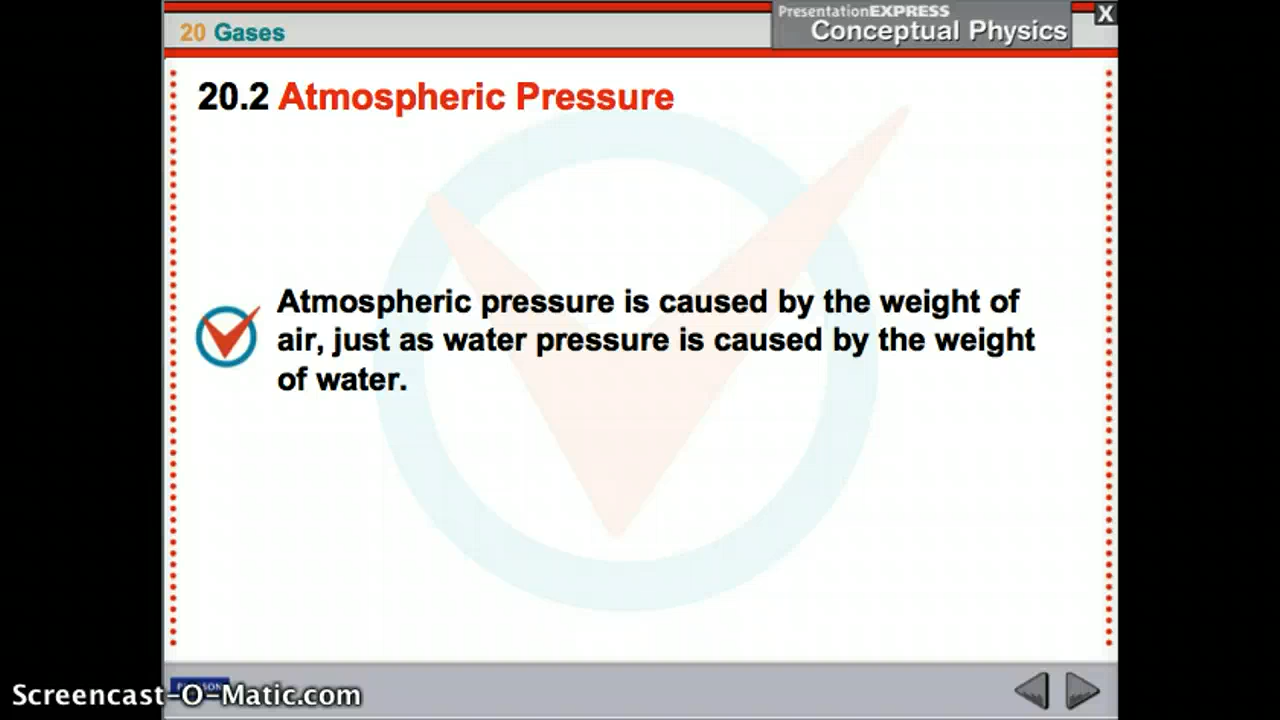 PresentationEXPRESS
X
20 Gases
Conceptual Physics
20.2 Atmospheric Pressure
Atmospheric pressure is caused by the weight of
air, just as water pressure is caused by the weight
of water.
Screencast-O-Matic.com